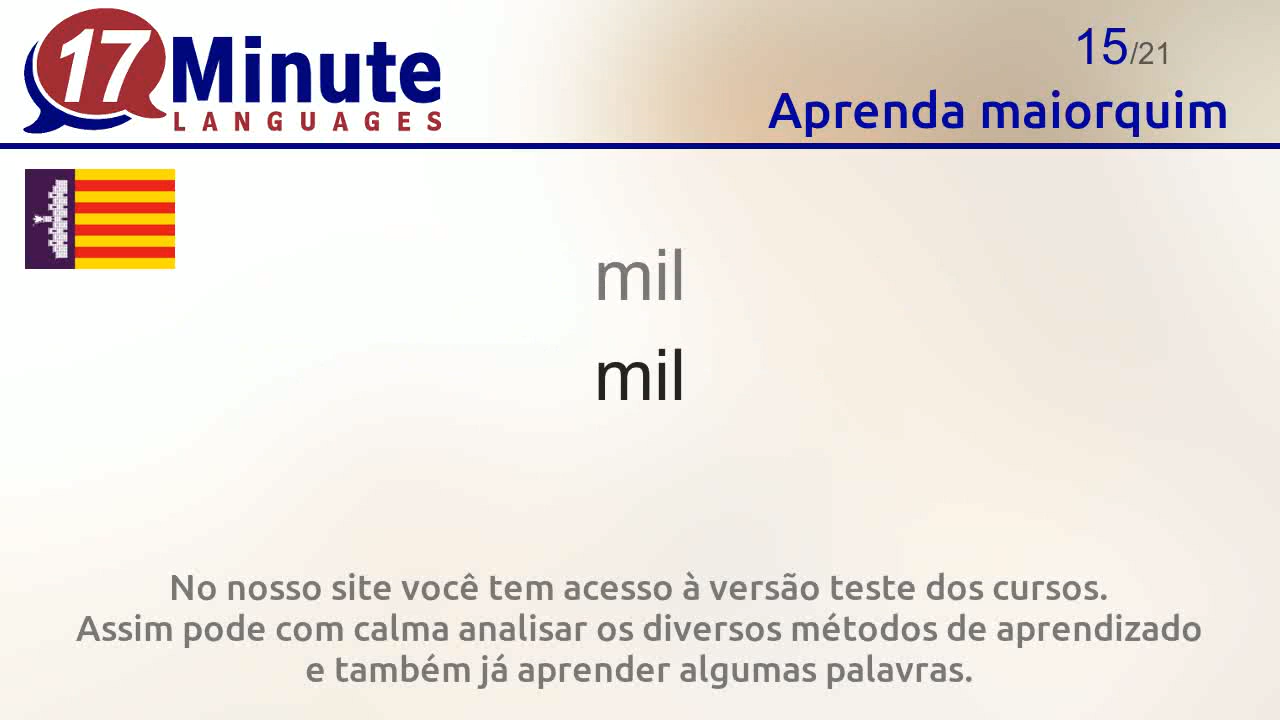 17 Minute
LANGUAGES
15/21
Aprenda maiorquim
mil
mil
No nosso site você tem acesso à versão teste dos cursos.
Assim pode com calma analisar os diversos métodos de aprendizado
e também já aprender algumas palavras.